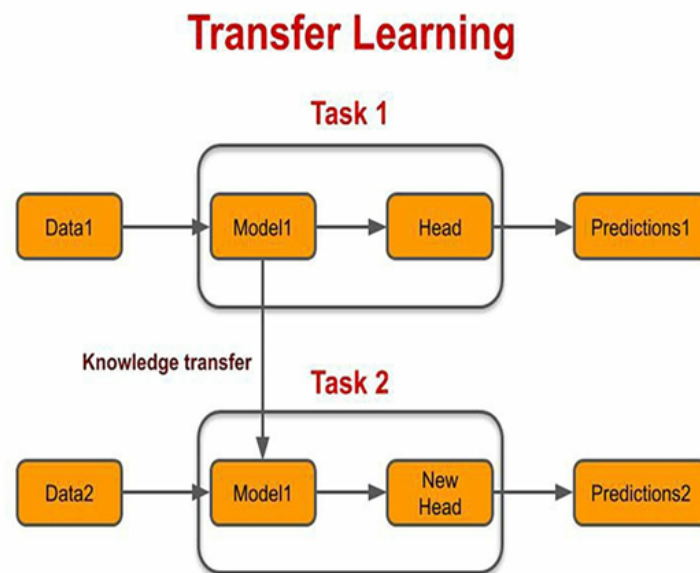 Transfer Learning
Task 1
Data1
Model1
Head
Predictions1
Knowledge transfer
Task 2
Data2
Model1
New
Head
Predictions2